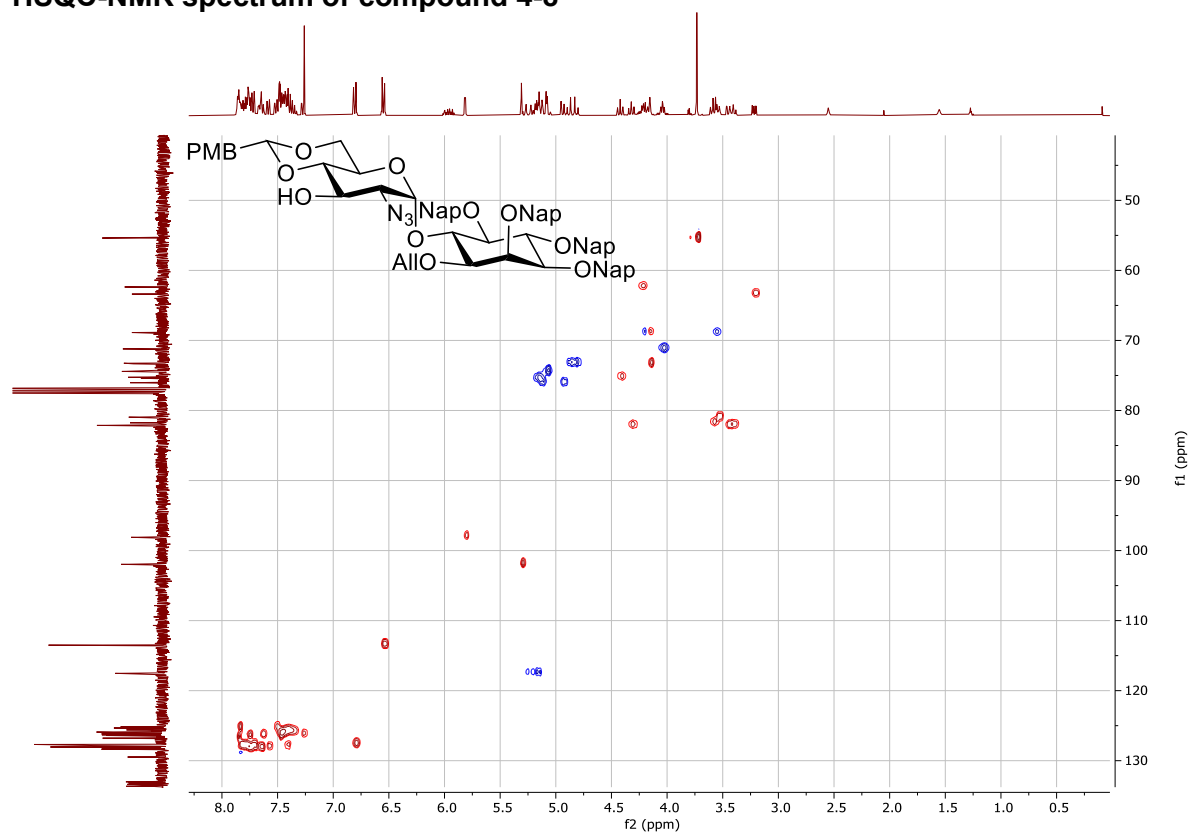 HSQC-NMR spectrum of compound
PMB
O
O
O
HO
N3
NapO
ONap
O
ONap
AllO
ONap
50
60
70
80
90
100
110
120
130
f1 (ppm)
8.0 7.5 7.0 6.5 6.0 5.5 5.0 4.5 4.0 3.5 3.0 2.5 2.0 1.5 1.0 0.5
f2 (ppm)